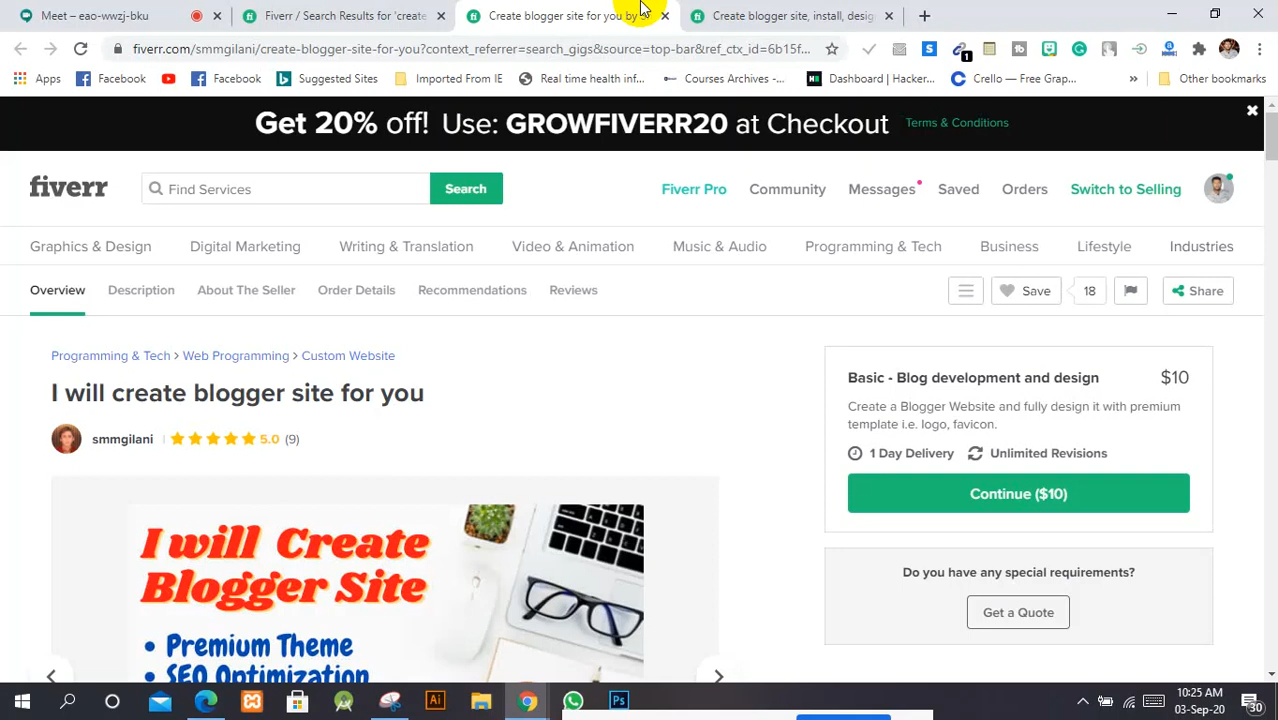 Meet - eoo-wwzj-bku
Fiverr / Search Results for 'create
Create blogger site for you by s
Create blogger site, install, desig
fiverr.com/smmgilani/create-blogger-site-for-you?context_referrer=search_gigs&source=top-bar&ref_ctx_id=6b15f...
1
Apps
Facebook
Facebook
Suggested Sites
Imported From IE
Real time health inf...
Courses Archives -...
Dashboard | Hacker...
Crello — Free Grap...
»
Other bookmarks
Get 20% off! Use: GROWFIVERR20 at Checkout
Terms & Conditions
fiverr
Find Services
Search
Fiverr Pro
Community
Messages
Saved
Orders
Switch to Selling
Graphics & Design
Digital Marketing
Writing & Translation
Video & Animation
Music & Audio
Programming & Tech
Business
Lifestyle
Industries
Overview
Description
About The Seller
Order Details
Recommendations
Reviews
Save
18
Share
Programming & Tech > Web Programming > Custom Website
I will create blogger site for you
smmgilani
5.0 (9)
I will Create
Blogger Site
• Premium Theme
• SEO Optimization
Basic - Blog development and design
$10
Create a Blogger Website and fully design it with premium
template i.e. logo, favicon.
1 Day Delivery
Unlimited Revisions
Continue ($10)
Do you have any special requirements?
Get a Quote
Ai
Ps
10:25 AM
03-Sep-20
30